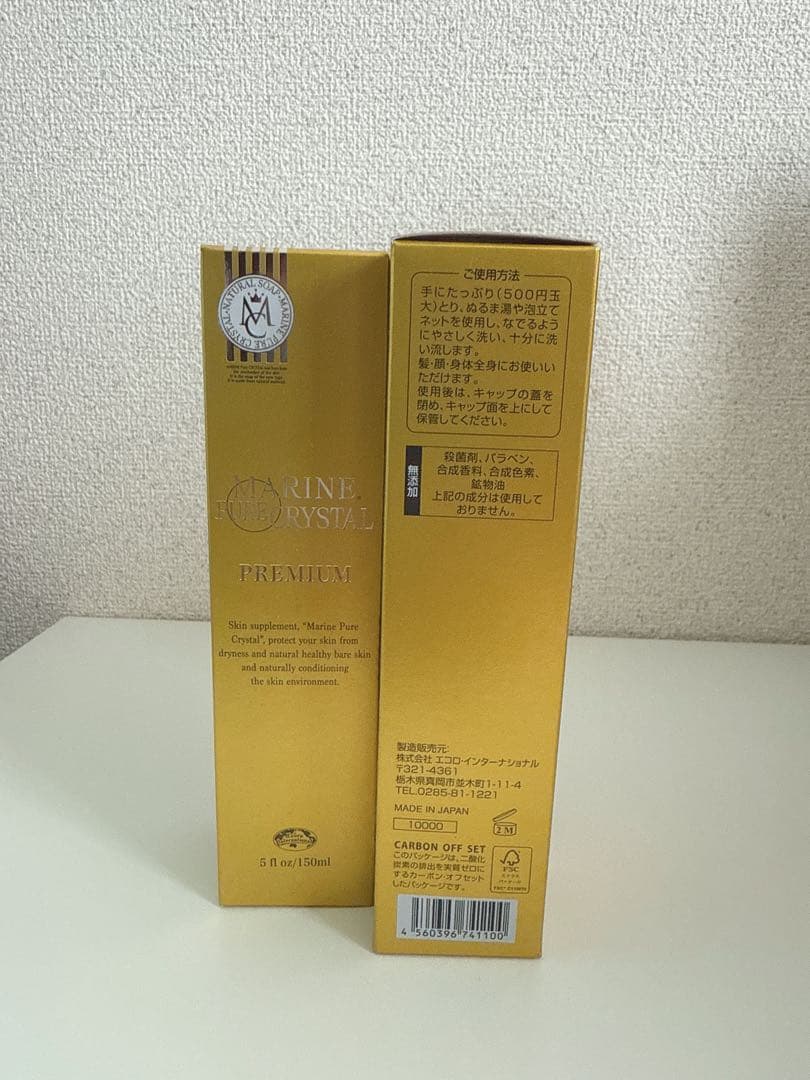 NATURAL SOAP·MARINE PURE CRYSTAL
MC
MARINE
PURE CRYSTAL
PREMIUM
Skin supplement, "Marine Pure
Crystal", protect your skin from
dryness and natural healthy bare skin
and naturally conditioning
the skin environment.
5 fl oz/150ml
ご使用方法
手にたっぷり(500円玉
大)とり、ぬるま湯や泡立て
ネットを使用し、なでるよう
にやさしく洗い、十分に洗
い流します。
髪・顔・身体全身にお使いい
ただけます。
使用後は、キャップの蓋を
閉め、キャップ面を上にして
保管してください。
無添加
殺菌剤、パラベン、
合成香料、合成色素、
鉱物油
上記の成分は使用して
おりません。
製造販売元:
株式会社 エコロ・インターナショナル
〒321-4361
栃木県真岡市並木町1-11-4
TEL.0285-81-1221
MADE IN JAPAN
10000
2 M
CARBON OFF SET
このパッケージは、二酸化
炭素の排出を実質ゼロに
するカーボン・オフセット
したパッケージです。
FSC
4 560396 741100